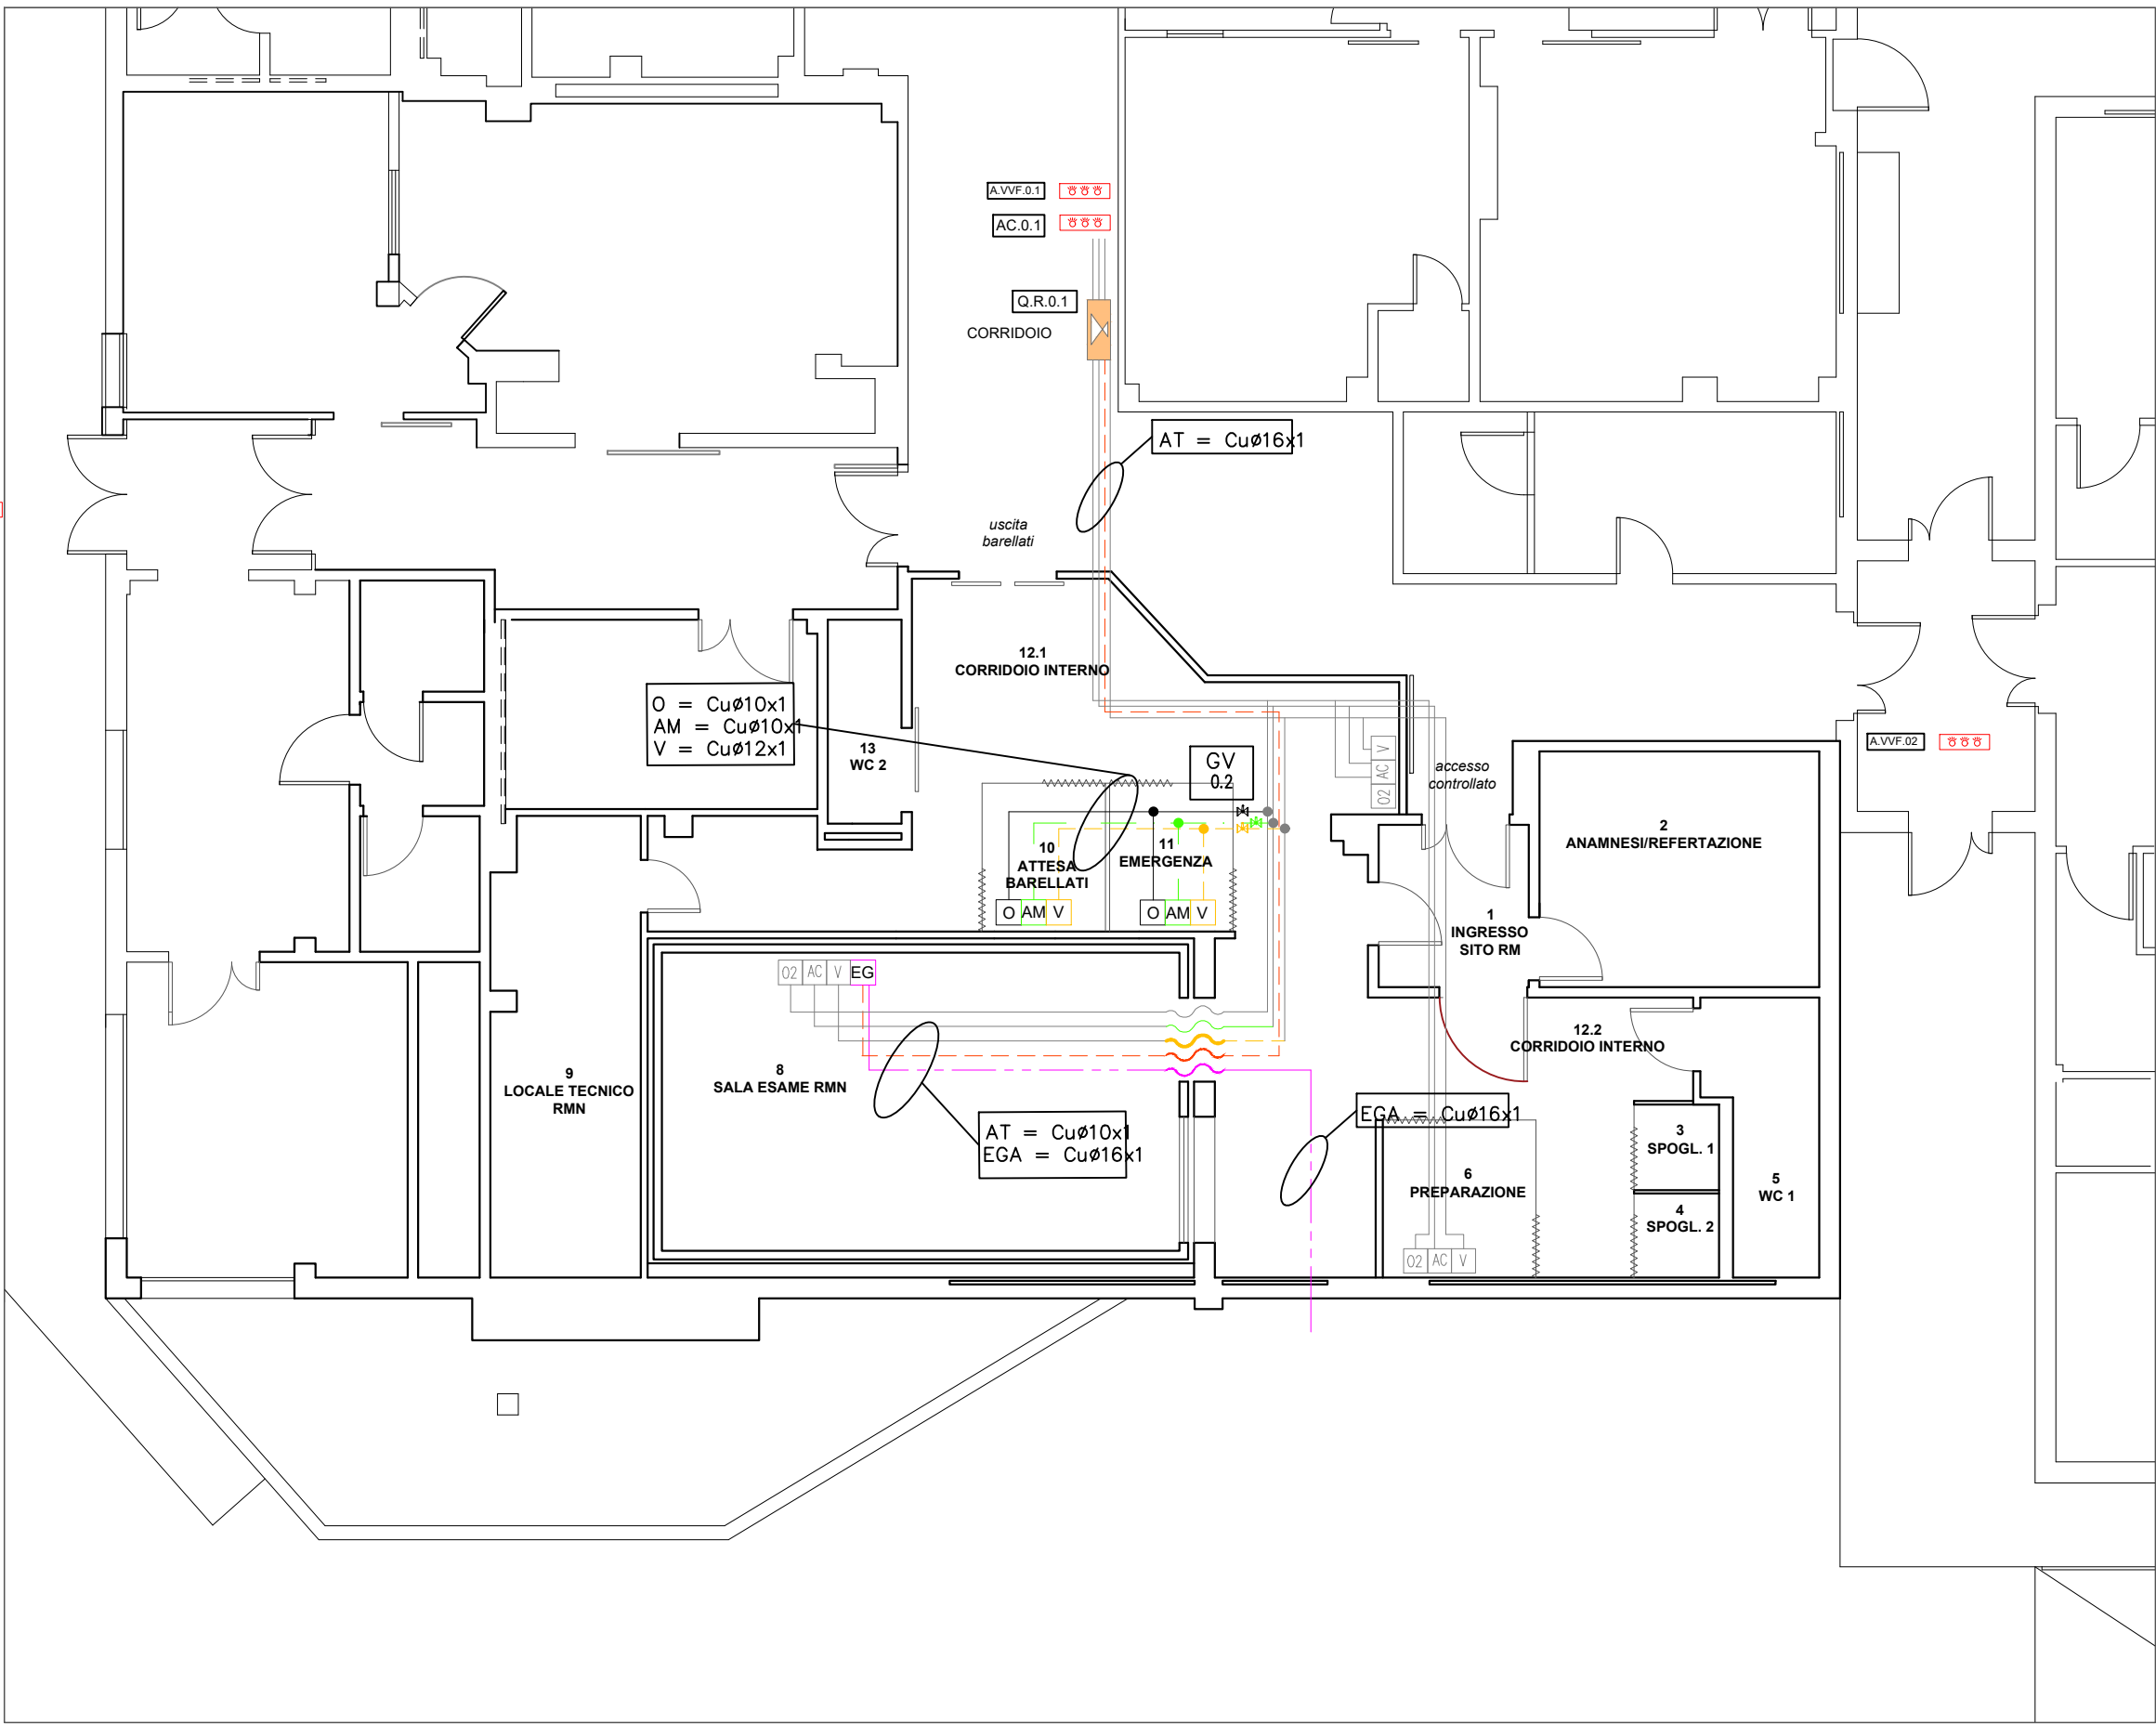 A.VVF.0.1
AC.0.1
Q.R.0.1
CORRIDOIO
AT = Cuø16x1
uscita
barellati
12.1
CORRIDOIO INTERNO
O = Cuø10x1
AM = Cuø10x1
V = Cuø12x1
13
WC 2
GV
0.2
V
AC
O2
accesso
controllato
A.VVF.02
2
ANAMNESI/REFERTAZIONE
10
ATTESA
BARELLATI
11
EMERGENZA
O AM V
O AM V
1
INGRESSO
SITO RM
O2 AC V EG
12.2
CORRIDOIO INTERNO
9
LOCALE TECNICO
RMN
8
SALA ESAME RMN
AT = Cuø10x1
EGA = Cuø16x1
EGA = Cuø16x1
3
SPOGL. 1
6
PREPARAZIONE
5
WC 1
4
SPOGL. 2
O2 AC V